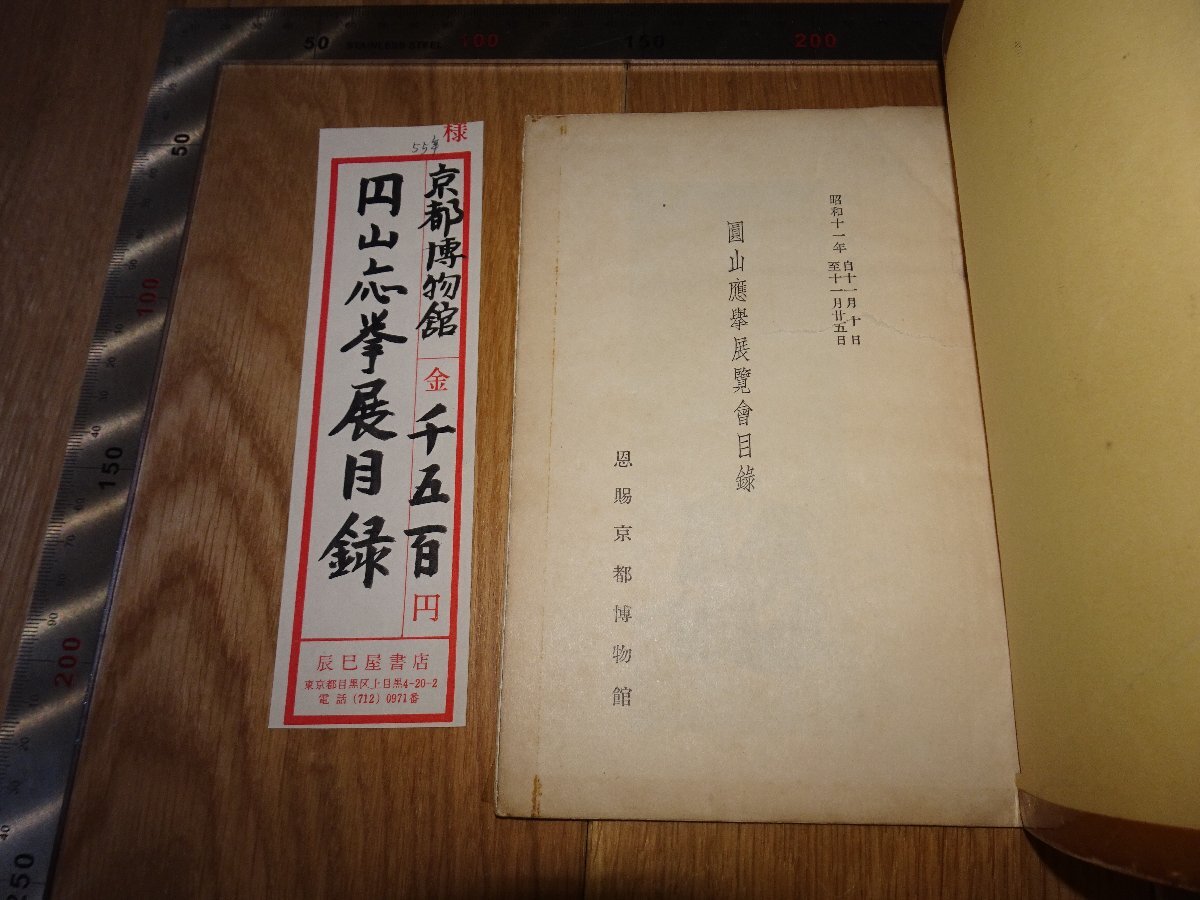 50 STAINLESS STEEL 100 150 200
50
100
150
200
250
様
55年
京都博物館
金 千五百円
円山応挙展目録
辰巳屋書店
東京都目黒区上目黒4-20-2
電話(712)0971番
昭和十一年 自十一月十日
至十一月廿五日
圓山應擧展覽會目錄
恩賜京都博物館